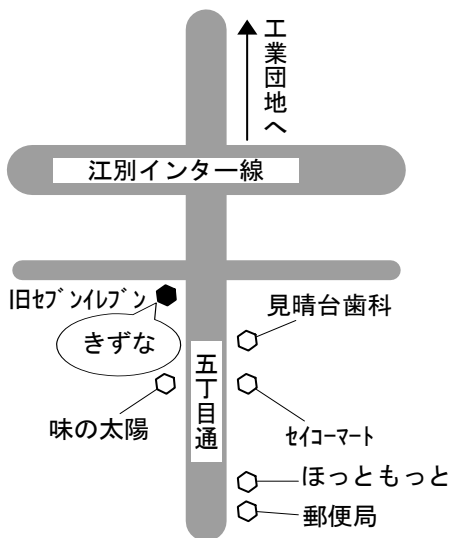 工業団地へ
江別インター線
旧ｾﾌﾞﾝｲﾚﾌﾞﾝ
きずな
見晴台歯科
五丁目通
味の太陽
ｾｲｺｰﾏｰﾄ
ほっともっと
郵便局